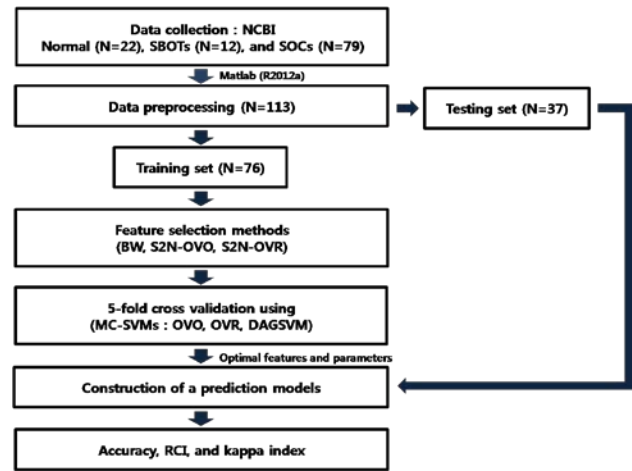 Data collection : NCBI
Normal (N=22), SBOTs (N=12), and SOCs (N=79)
Matlab (R2012a)
Data preprocessing (N=113)
Testing set (N=37)
Training set (N=76)
Feature selection methods
(BW, S2N-OVO, S2N-OVR)
5-fold cross validation using
(MC-SVMs : OVO, OVR, DAGSVM)
Optimal features and parameters
Construction of a prediction models
Accuracy, RCI, and kappa index